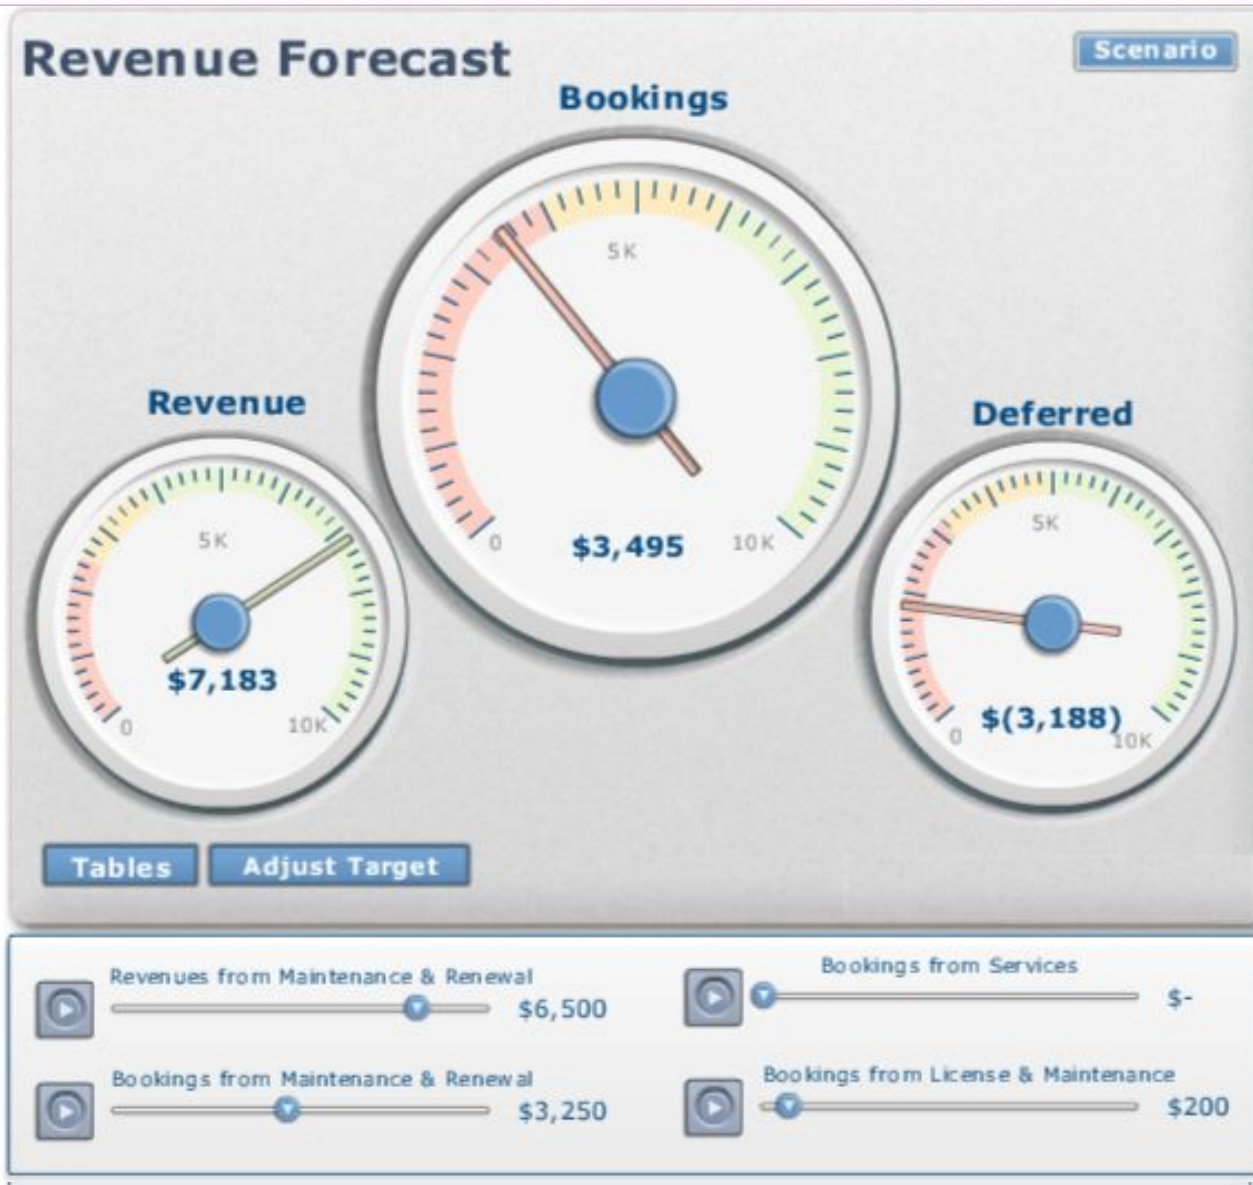 Revenue Forecast
Scenario
Bookings
5K
0
$3,495
10K
Revenue
5K
$7,183
0
10K
Deferred
5K
$(3,188)
0
10K
Tables
Adjust Target
Revenues from Maintenance & Renewal
$6,500
Bookings from Services
$-
Bookings from Maintenance & Renewal
$3,250
Bookings from License & Maintenance
$200